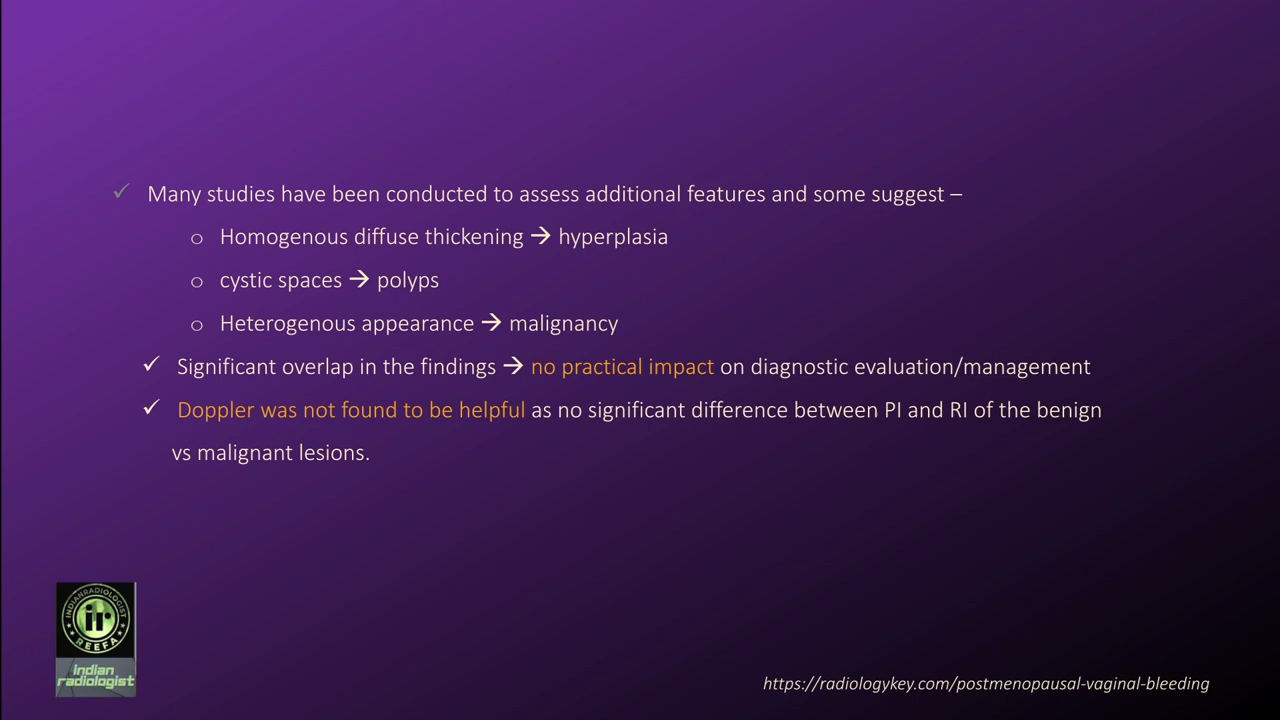 ✓ Many studies have been conducted to assess additional features and some suggest –
o Homogenous diffuse thickening → hyperplasia
o cystic spaces → polyps
o Heterogenous appearance → malignancy
✓ Significant overlap in the findings → no practical impact on diagnostic evaluation/management
✓ Doppler was not found to be helpful as no significant difference between PI and RI of the benign
vs malignant lesions.
INDIANRADIOLOGIST
ir
REEFA
indian
radiologist
https://radiologykey.com/postmenopausal-vaginal-bleeding